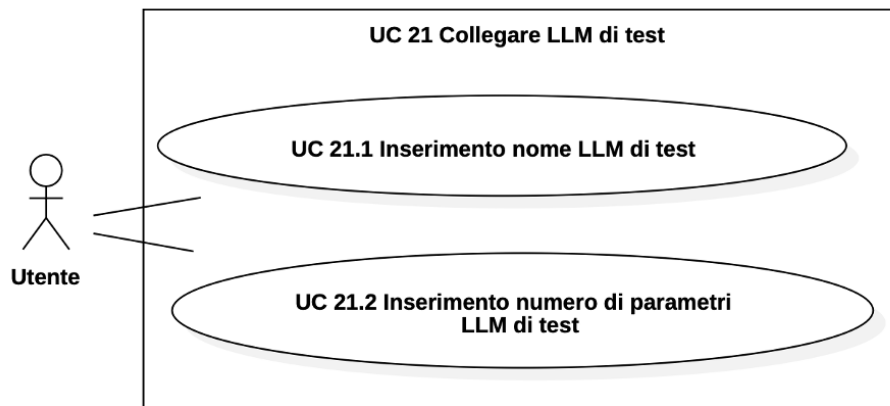 UC 21 Collegare LLM di test
UC 21.1 Inserimento nome LLM di test
Utente
UC 21.2 Inserimento numero di parametri
LLM di test